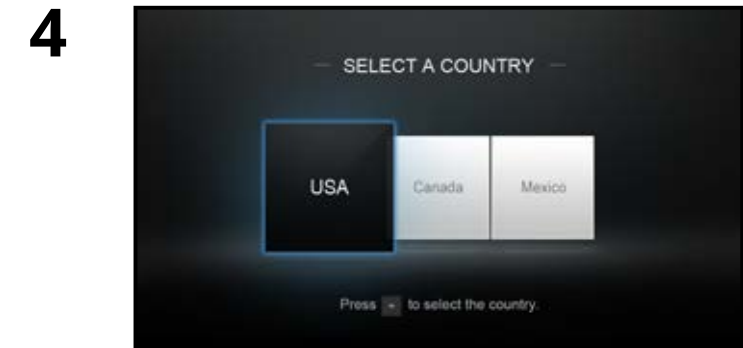 4
SELECT A COUNTRY
USA
Canada
Mexico
Press - to select the country.